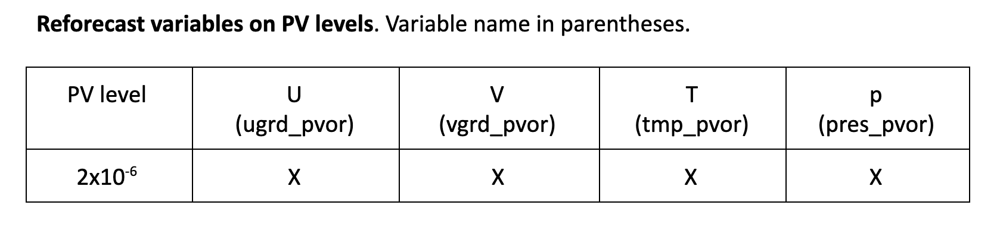 Reforecast variables on PV levels. Variable name in parentheses.
PV level
U
(ugrd_pvor)
V
(vgrd_pvor)
T
(tmp_pvor)
p
(pres_pvor)
2x10⁻⁶
X
X
X
X